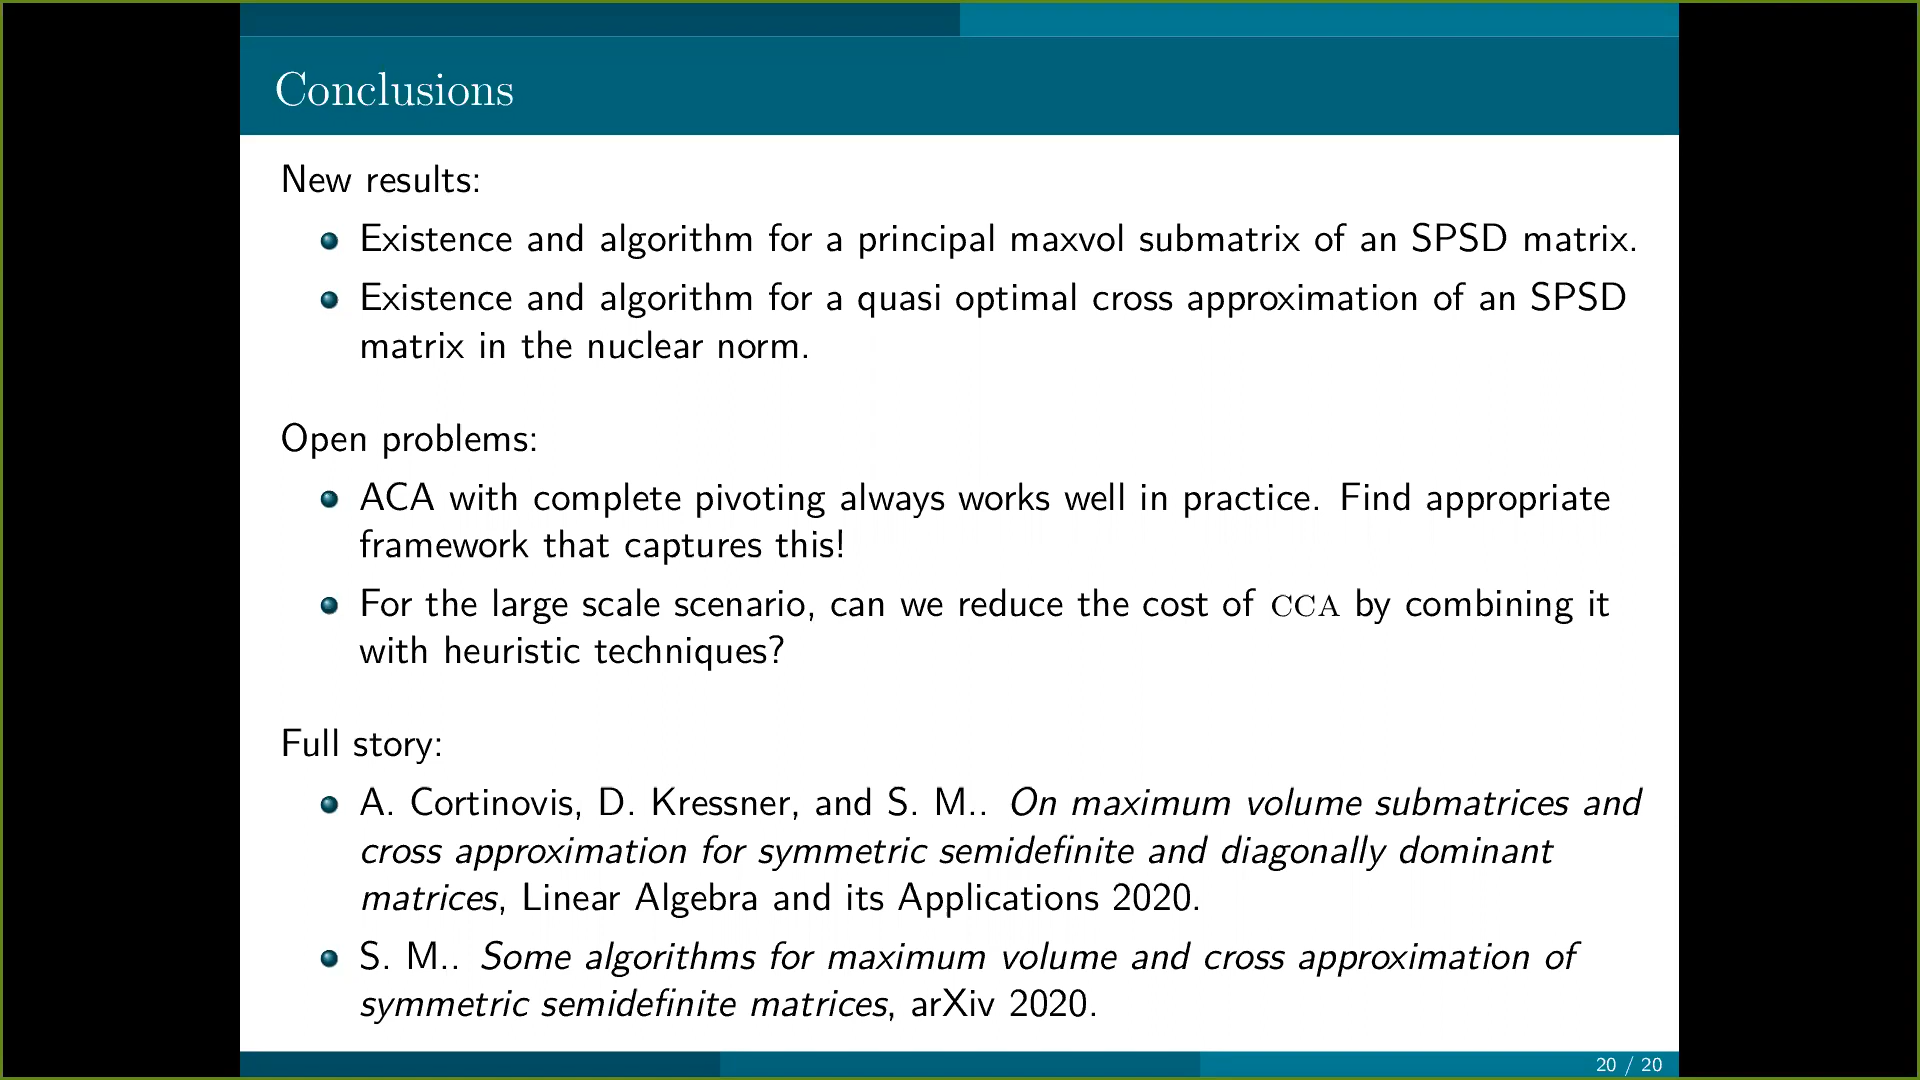 Conclusions
New results:
Existence and algorithm for a principal maxvol submatrix of an SPSD matrix.
Existence and algorithm for a quasi optimal cross approximation of an SPSD
matrix in the nuclear norm.
Open problems:
ACA with complete pivoting always works well in practice. Find appropriate
framework that captures this!
For the large scale scenario, can we reduce the cost of CCA by combining it
with heuristic techniques?
Full story:
A. Cortinovis, D. Kressner, and S. M.. On maximum volume submatrices and
cross approximation for symmetric semidefinite and diagonally dominant
matrices, Linear Algebra and its Applications 2020.
S. M.. Some algorithms for maximum volume and cross approximation of
symmetric semidefinite matrices, arXiv 2020.
20 / 20